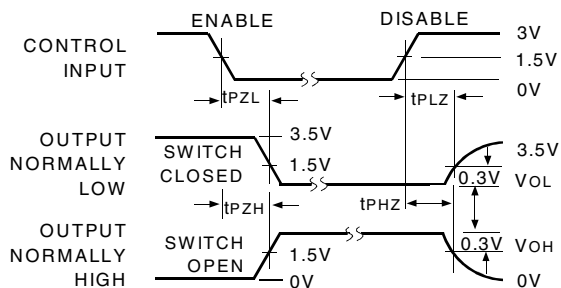 ENABLE
DISABLE
CONTROL
INPUT
3V
1.5V
0V
tPZL
tPLZ
OUTPUT
NORMALLY
LOW
SWITCH
CLOSED
3.5V
1.5V
3.5V
0.3V
VOL
tPZH
tPHZ
OUTPUT
NORMALLY
HIGH
SWITCH
OPEN
1.5V
0V
0.3V
VOH
0V